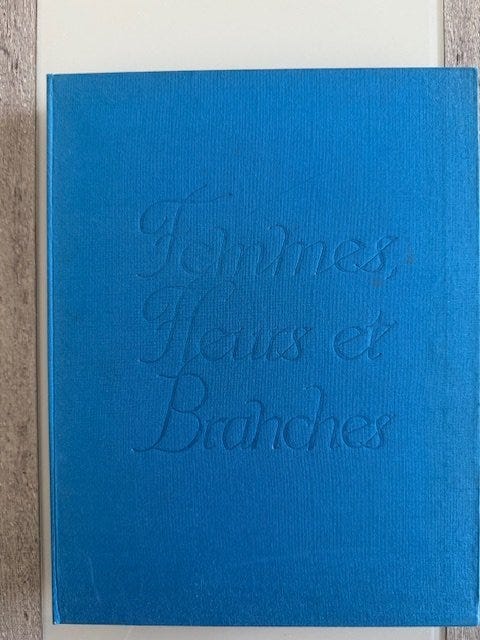 Femmes,
Fleurs et
Branches